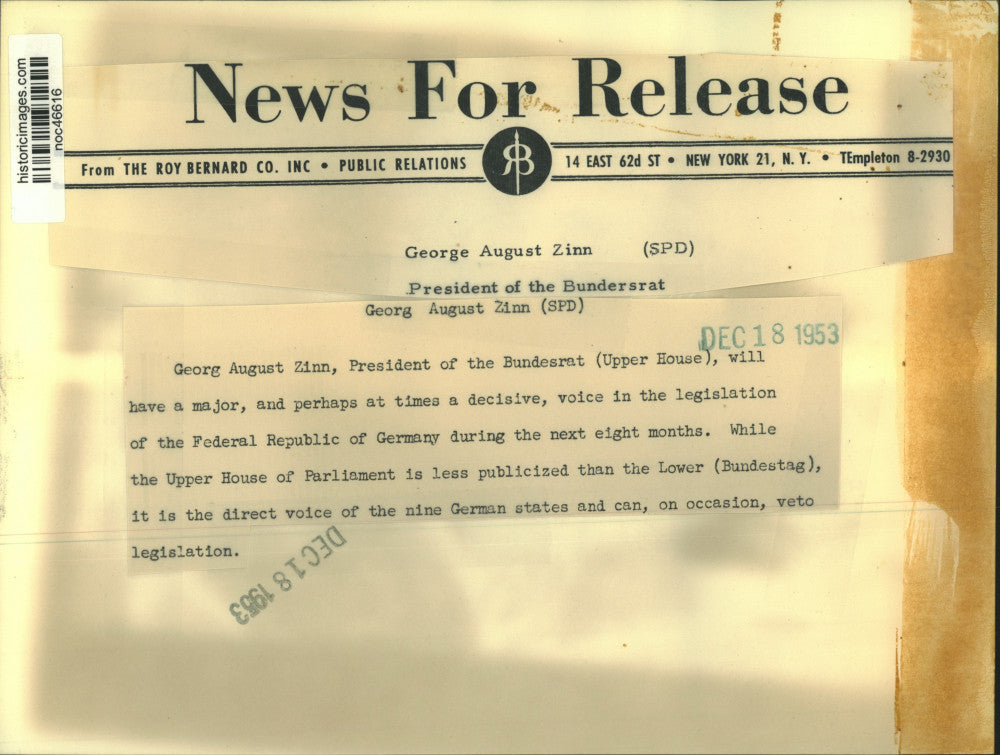 historicimages.com
noc46616
News For Release
From THE ROY BERNARD CO. INC • PUBLIC RELATIONS
RB
14 EAST 62d ST • NEW YORK 21, N. Y. • TEmpleton 8-2930
George August Zinn (SPD)
President of the Bundersrat
Georg August Zinn (SPD)
DEC 18 1953
Georg August Zinn, President of the Bundesrat (Upper House), will
have a major, and perhaps at times a decisive, voice in the legislation
of the Federal Republic of Germany during the next eight months. While
the Upper House of Parliament is less publicized than the Lower (Bundestag),
it is the direct voice of the nine German states and can, on occasion, veto
legislation.
DEC 18 1953